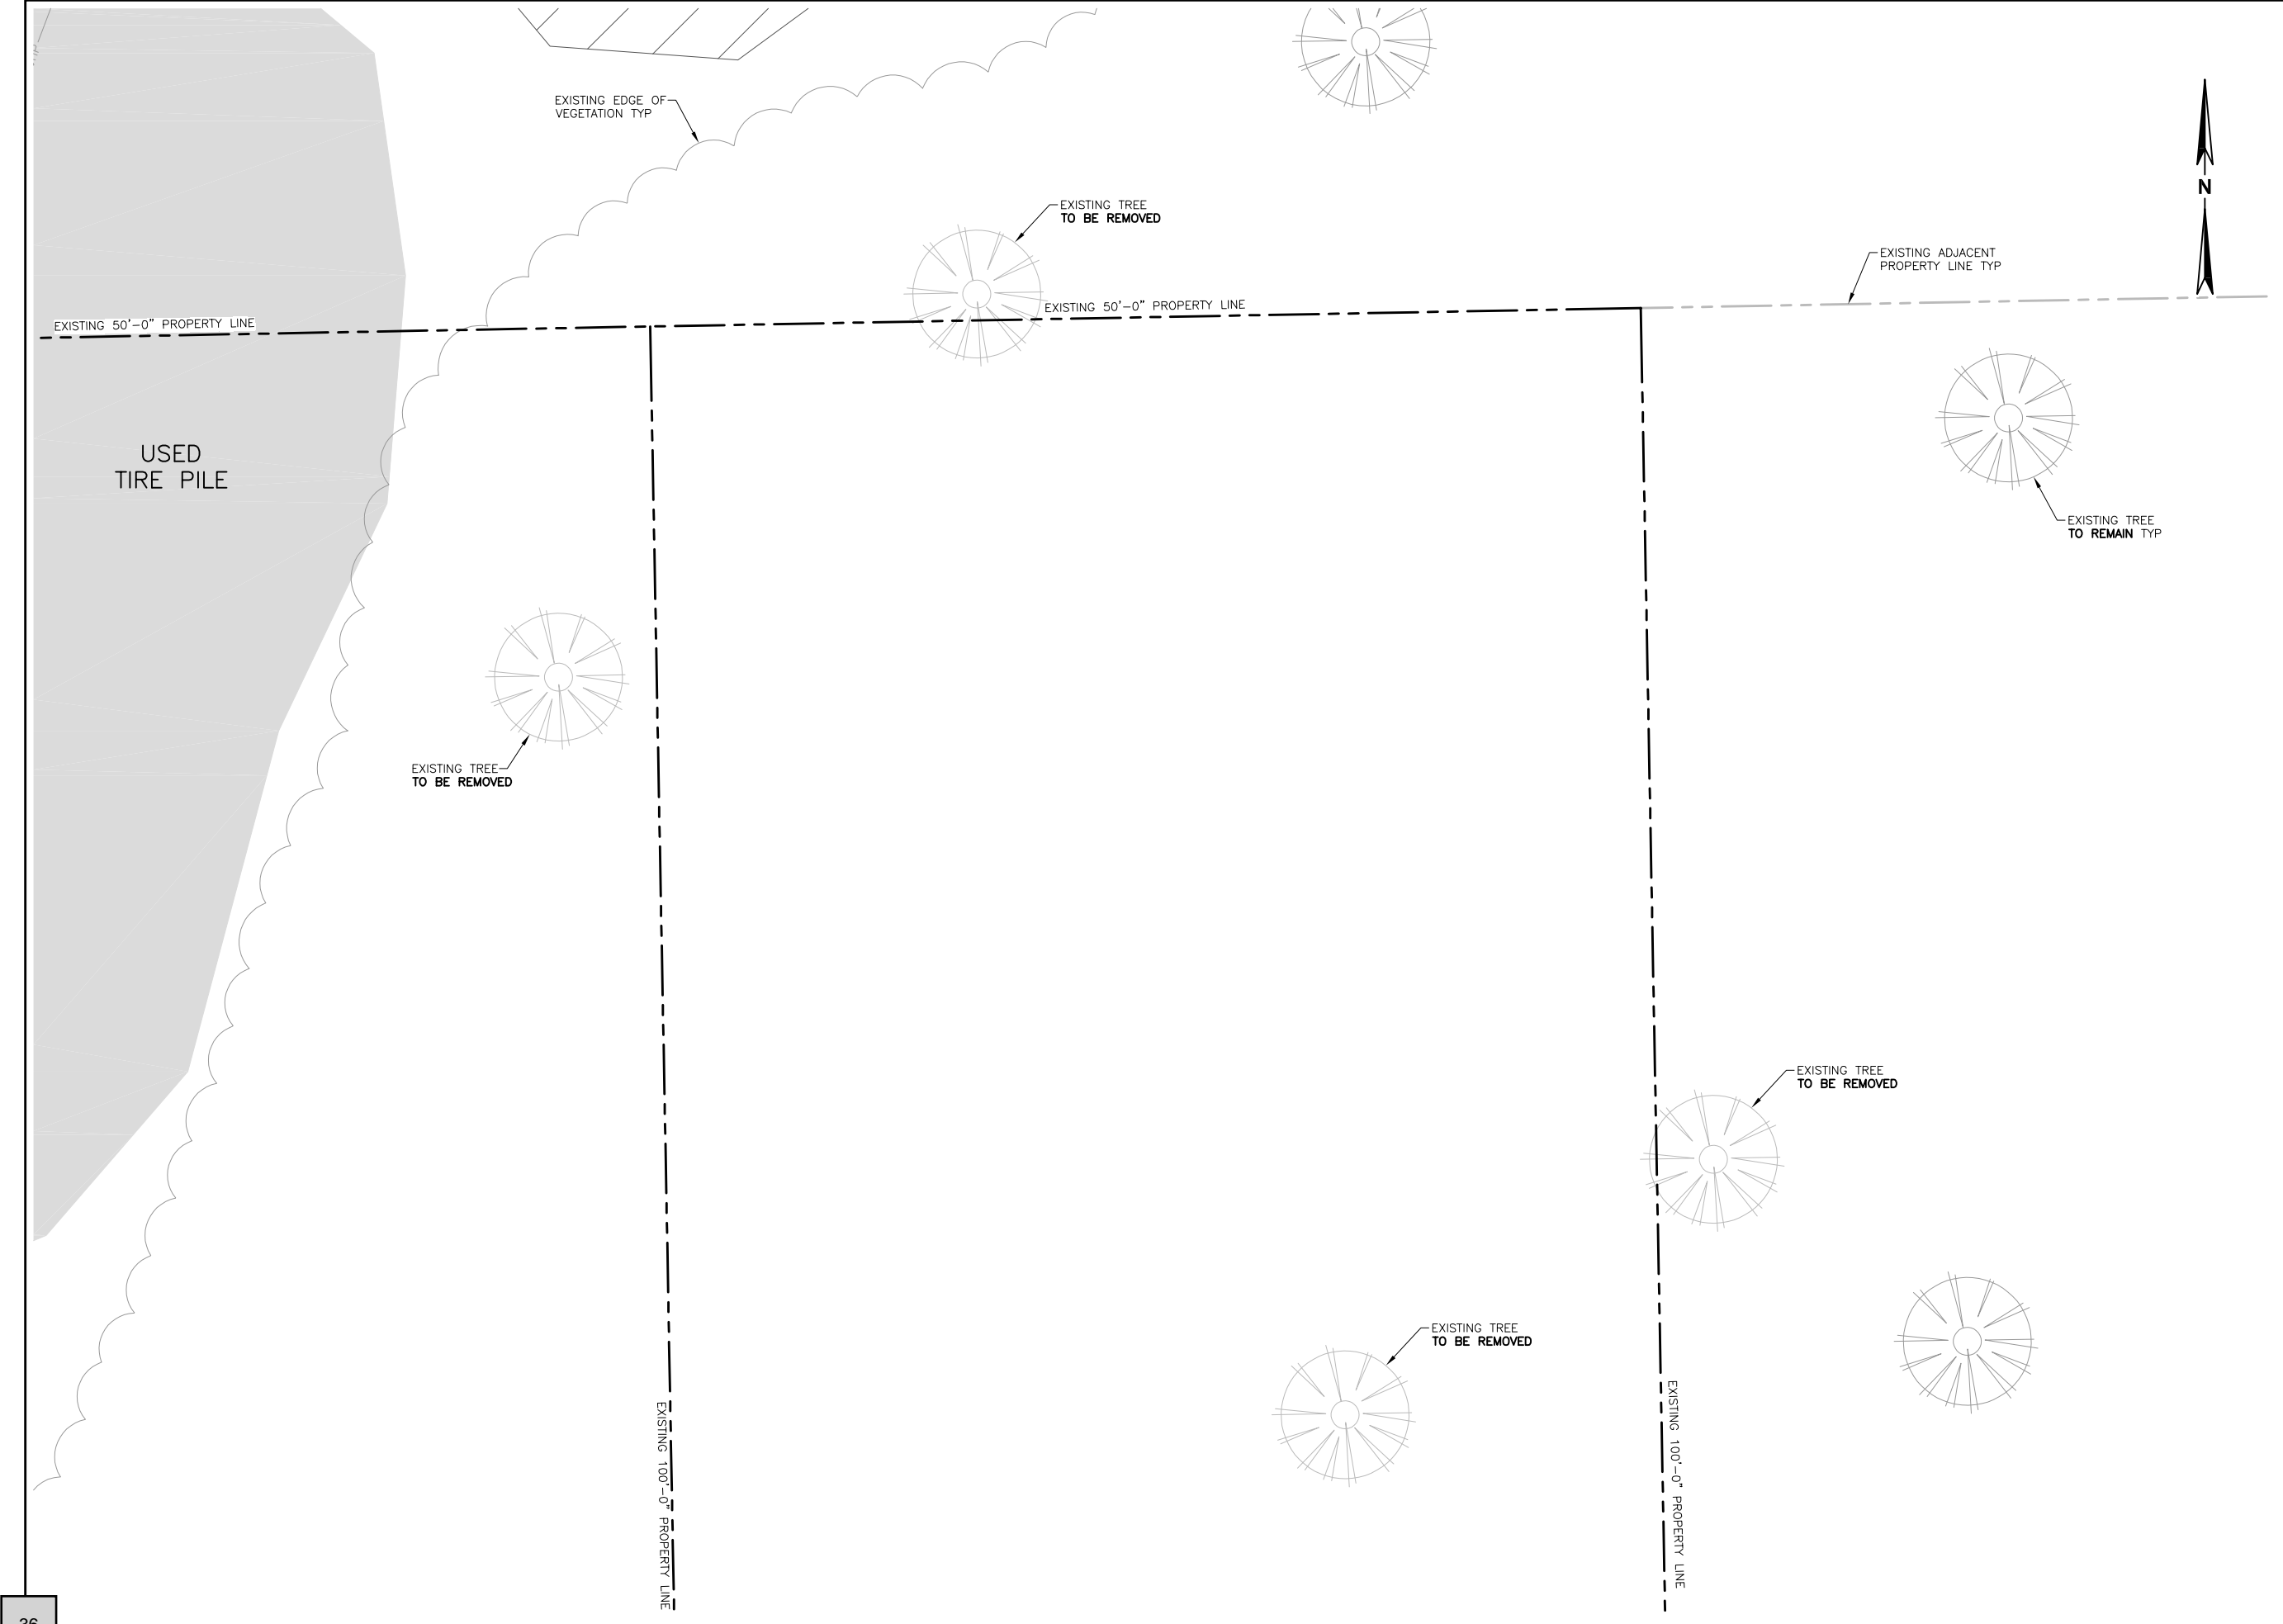 EXISTING EDGE OF
VEGETATION TYP
EXISTING TREE
TO BE REMOVED
N
EXISTING ADJACENT
PROPERTY LINE TYP
EXISTING 50'-0" PROPERTY LINE
EXISTING 50'-0" PROPERTY LINE
USED
TIRE PILE
EXISTING TREE
TO REMAIN TYP
EXISTING TREE
TO BE REMOVED
EXISTING TREE
TO BE REMOVED
EXISTING TREE
TO BE REMOVED
EXISTING 100'-0" PROPERTY LINE
EXISTING 100'-0" PROPERTY LINE
36